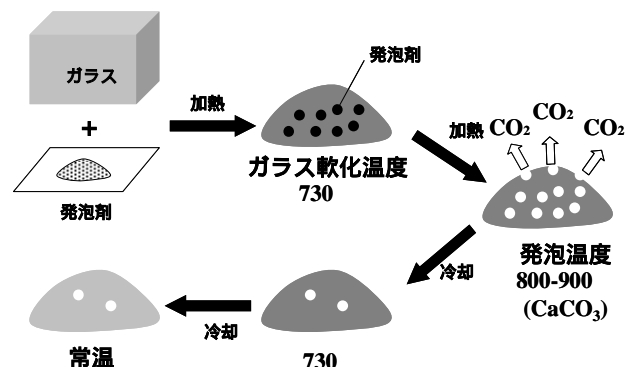 ガラス
+
発泡剤
加熱
発泡剤
ガラス軟化温度
730
加熱
CO₂
CO₂
CO₂
発泡温度
800-900
(CaCO₃)
冷却
730
冷却
常温